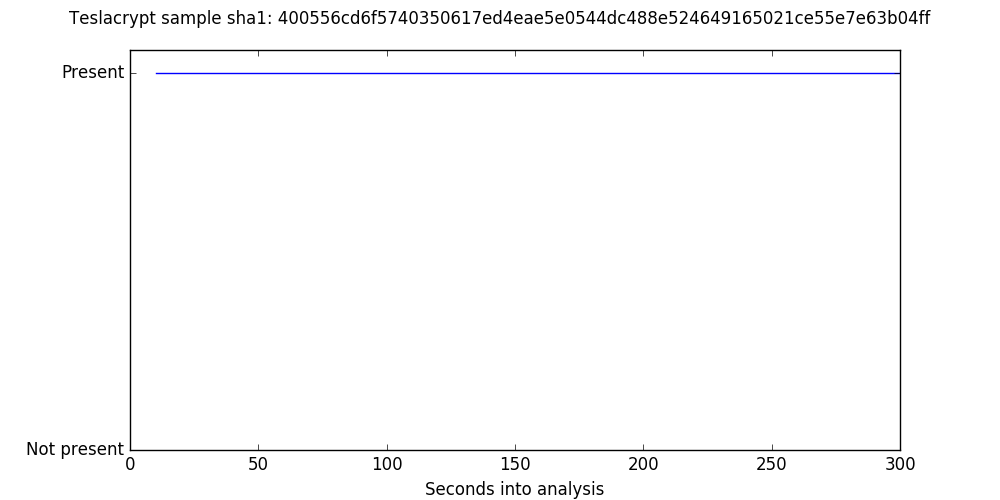 Teslacrypt sample sha1: 400556cd6f5740350617ed4eae5e0544dc488e524649165021ce55e7e63b04ff
Present
Not present
0 50 100 150 200 250 300
Seconds into analysis